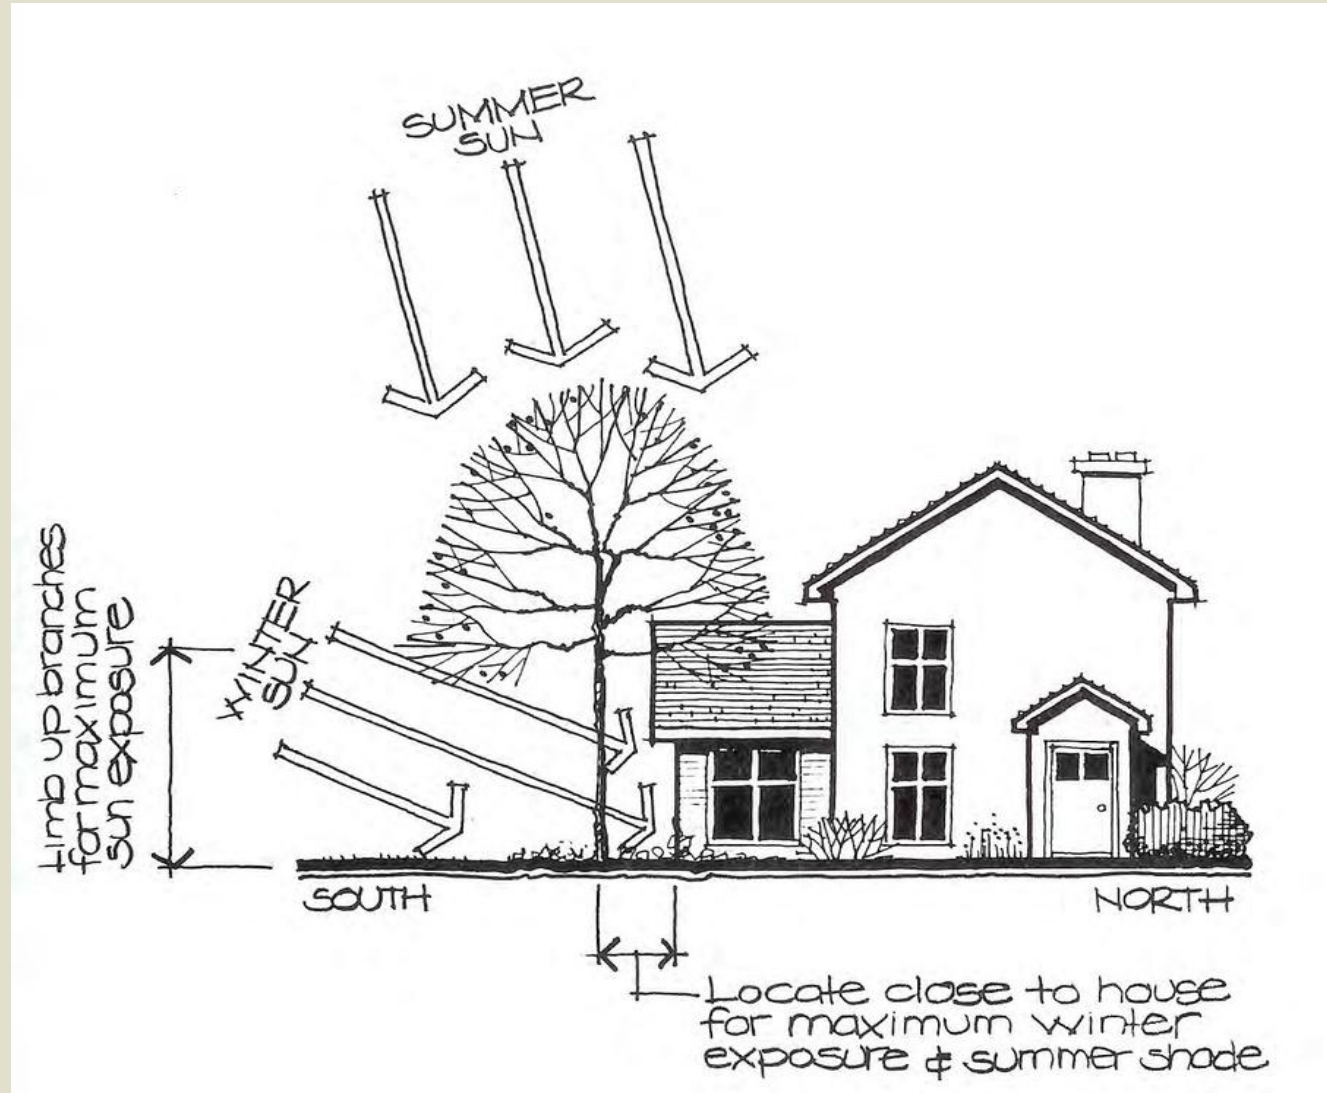 SUMMER
SUN
limb up branches
for maximum
sun exposure
WINTER
SUN
SOUTH
NORTH
Locate close to house
for maximum winter
exposure & summer shade